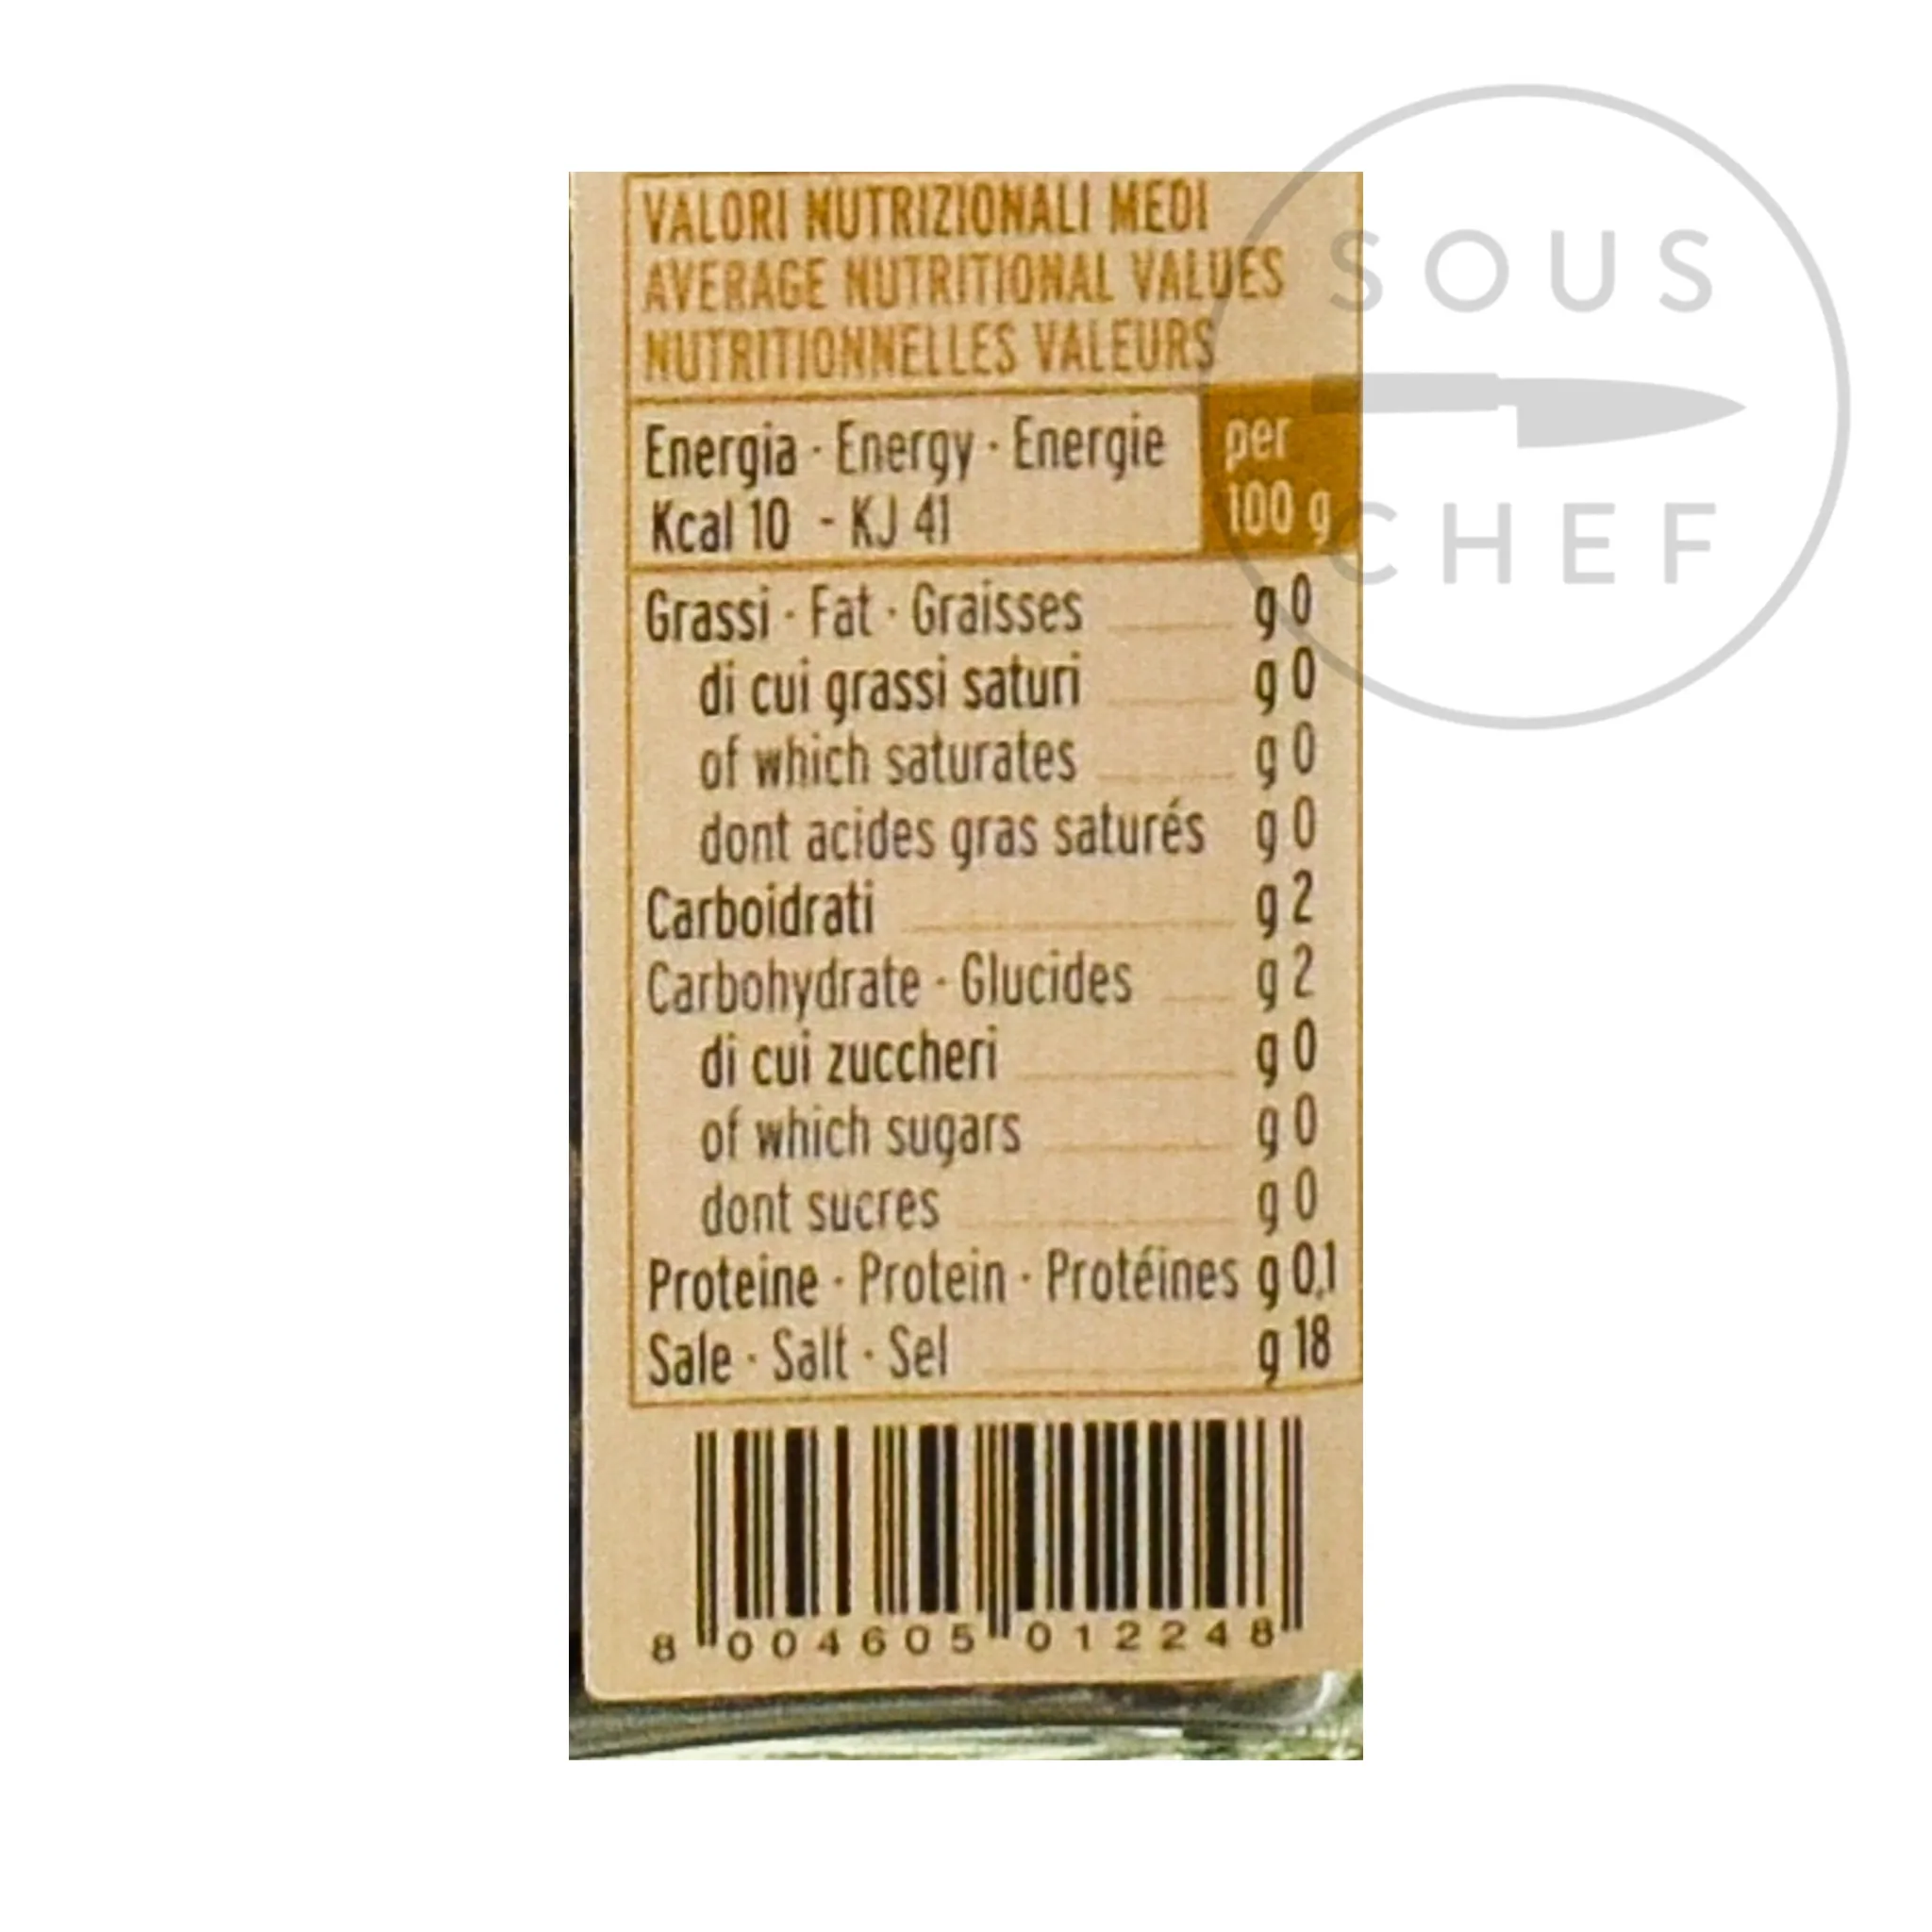 VALORI NUTRIZIONALI MEDI
AVERAGE NUTRITIONAL VALUES
NUTRITIONNELLES VALEURS
Energia · Energy · Energie
Kcal 10 - KJ 41
per
100 g
Grassi · Fat · Graisses g 0
di cui grassi saturi g 0
of which saturates g 0
dont acides gras saturés g 0
Carboidrati g 2
Carbohydrate · Glucides g 2
di cui zuccheri g 0
of which sugars g 0
dont sucres g 0
Proteine · Protein · Protéines g 0,1
Sale · Salt · Sel g 18
8 004605 012248
SOUS
CHEF